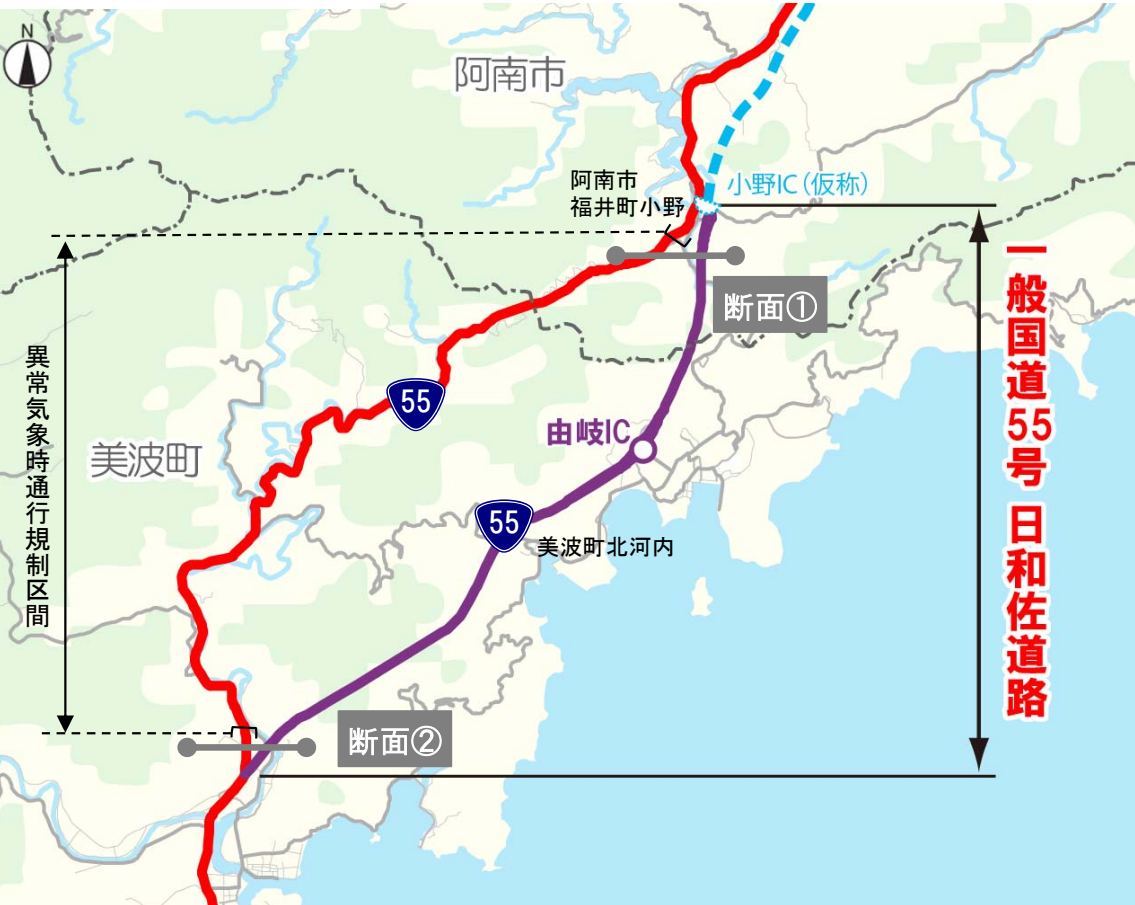 N
阿南市
小野IC(仮称)
阿南市
福井町小野
断面①
一般国道55号 日和佐道路
異常気象時通行規制区間
55
由岐IC
美波町
55
美波町北河内
断面②